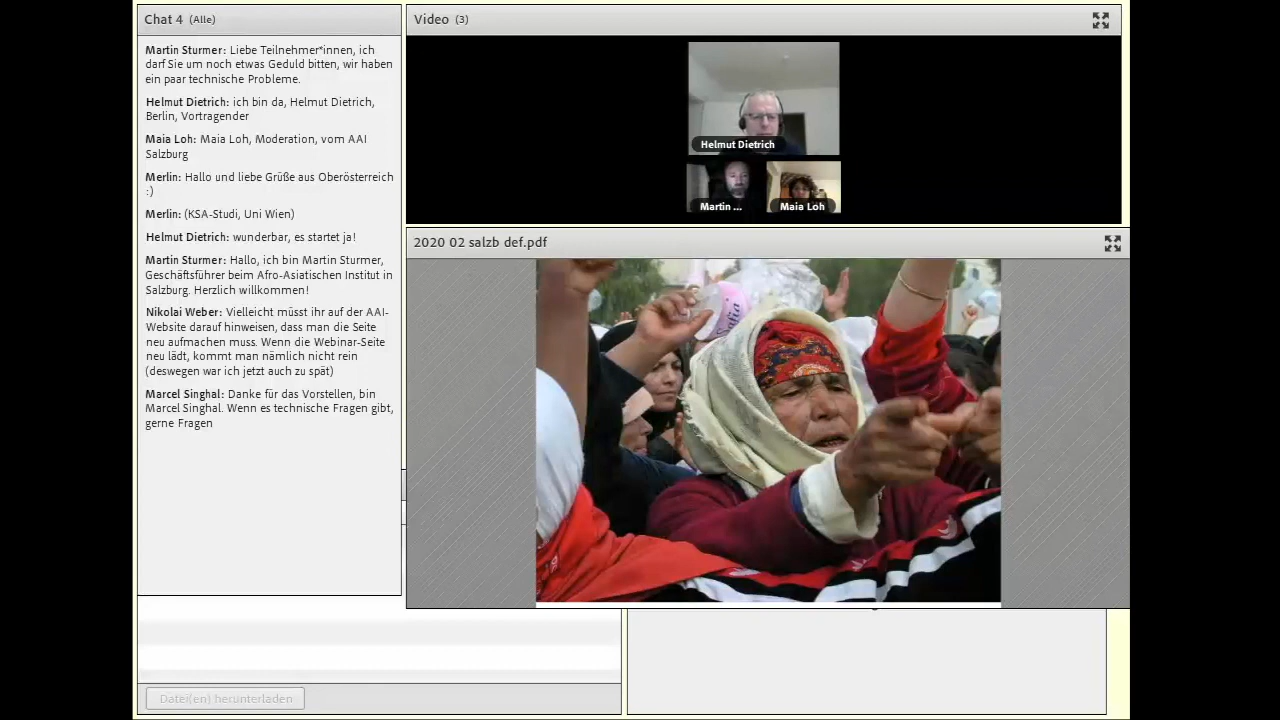 Chat 4 (Alle)
Martin Sturmer: Liebe Teilnehmer*innen, ich
darf Sie um noch etwas Geduld bitten, wir haben
ein paar technische Probleme.
Helmut Dietrich: ich bin da, Helmut Dietrich,
Berlin, Vortragender
Maia Loh: Maia Loh, Moderation, vom AAI
Salzburg
Merlin: Hallo und liebe Grüße aus Oberösterreich
:)
Merlin: (KSA-Studi, Uni Wien)
Helmut Dietrich: wunderbar, es startet ja!
Martin Sturmer: Hallo, ich bin Martin Sturmer,
Geschäftsführer beim Afro-Asiatischen Institut in
Salzburg. Herzlich willkommen!
Nikolai Weber: Vielleicht müsst ihr auf der AAI-
Website darauf hinweisen, dass man die Seite
neu aufmachen muss. Wenn die Webinar-Seite
neu lädt, kommt man nämlich nicht rein
(deswegen war ich jetzt auch zu spät)
Marcel Singhal: Danke für das Vorstellen, bin
Marcel Singhal. Wenn es technische Fragen gibt,
gerne Fragen
Video (3)
Helmut Dietrich
Martin ...
Maia Loh
2020 02 salzb def.pdf
Safia
Datei(en) herunterladen